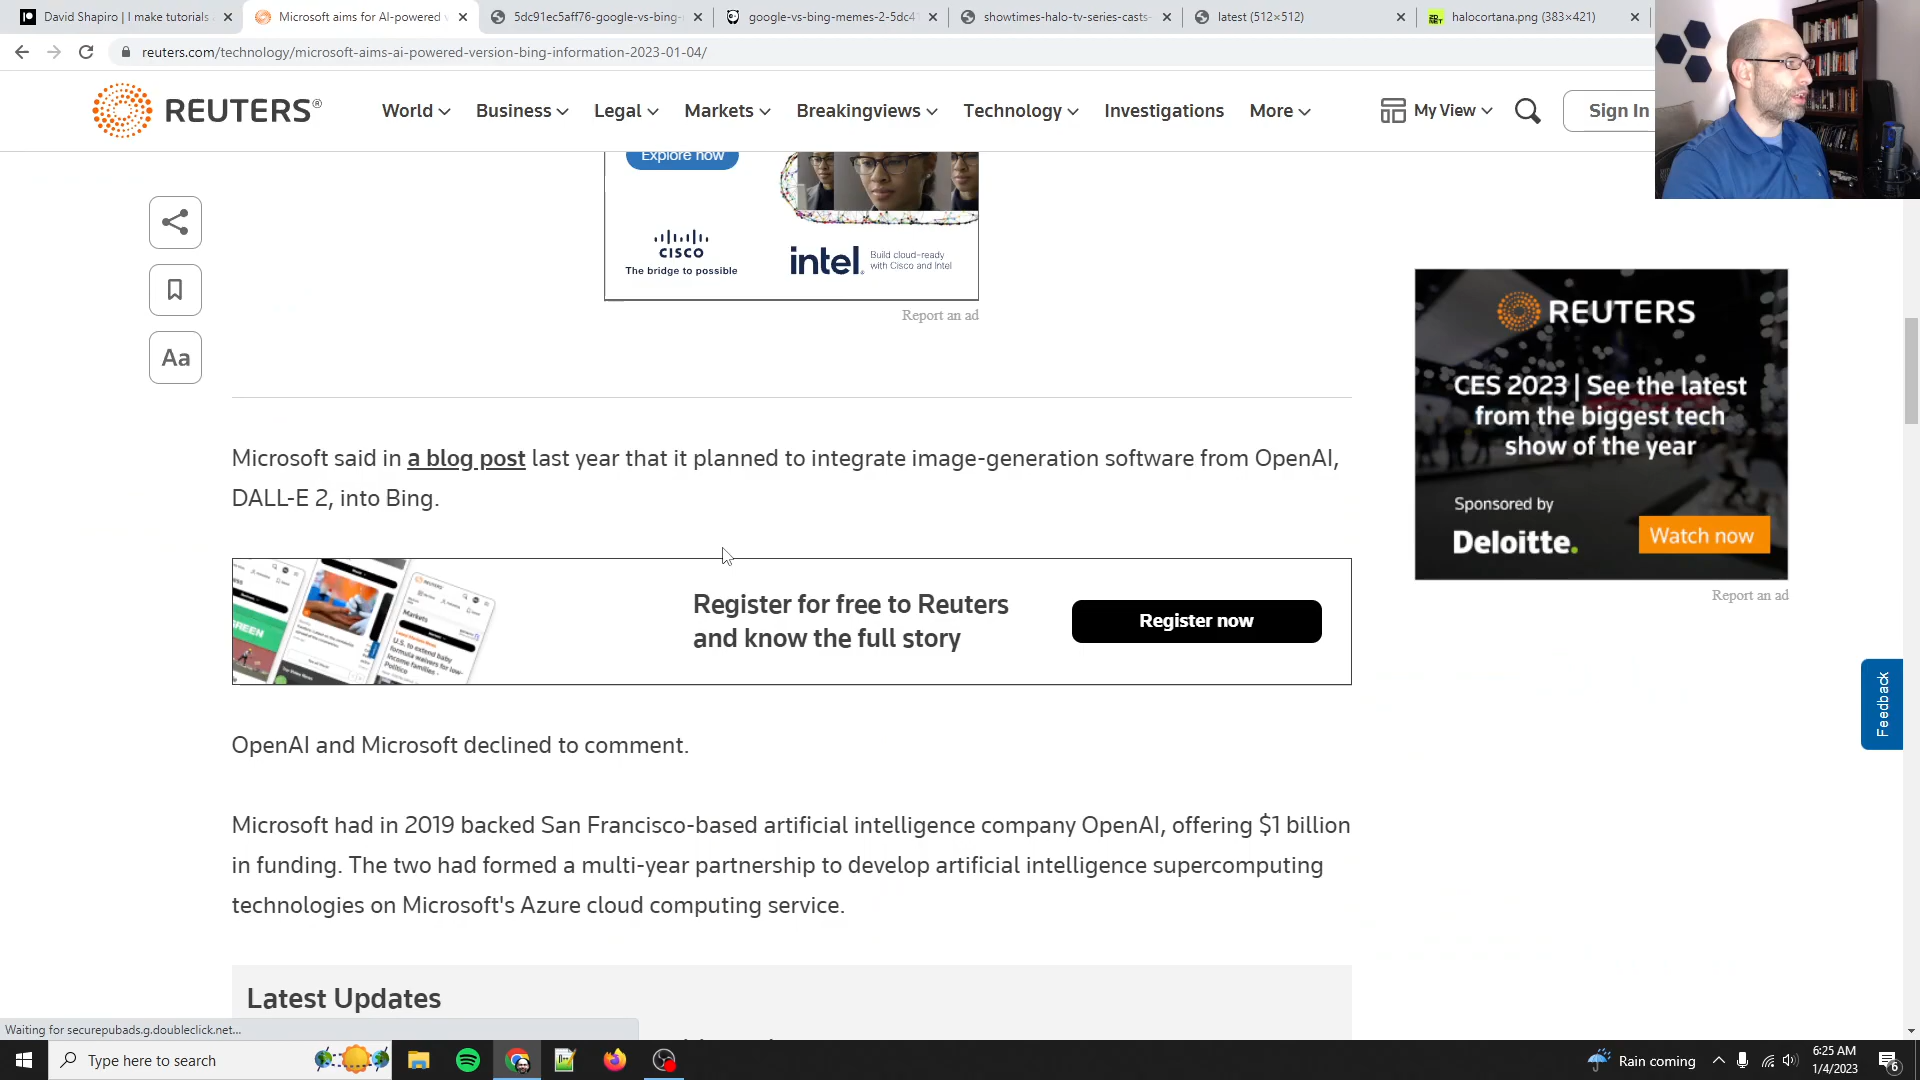 David Shapiro | I make tutorials
Microsoft aims for AI-powered v
5dc91ec5aff76-google-vs-bing-
google-vs-bing-memes-2-5dc41
showtimes-halo-tv-series-casts-
latest (512×512)
halocortana.png (383×421)
reuters.com/technology/microsoft-aims-ai-powered-version-bing-information-2023-01-04/
REUTERS®
World
Business
Legal
Markets
Breakingviews
Technology
Investigations
More
My View
Sign In
Explore now
CISCO
The bridge to possible
intel.
Build cloud-ready
with Cisco and Intel
Report an ad
Aa
REUTERS
CES 2023 | See the latest
from the biggest tech
show of the year
Sponsored by
Deloitte.
Watch now
Report an ad
Microsoft said in a blog post last year that it planned to integrate image-generation software from OpenAI,
DALL-E 2, into Bing.
Register for free to Reuters
and know the full story
Register now
Feedback
OpenAI and Microsoft declined to comment.
Microsoft had in 2019 backed San Francisco-based artificial intelligence company OpenAI, offering $1 billion
in funding. The two had formed a multi-year partnership to develop artificial intelligence supercomputing
technologies on Microsoft's Azure cloud computing service.
Latest Updates
Waiting for securepubads.g.doubleclick.net...
Type here to search
Rain coming
6:25 AM
1/4/2023
6